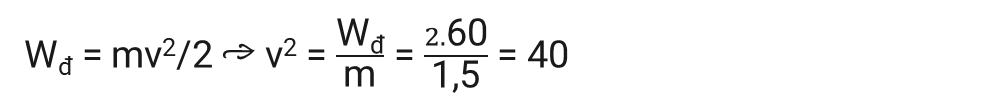 Wđ = mv²/2 ⇒ v² = Wđ/m = 2.60/1,5 = 40